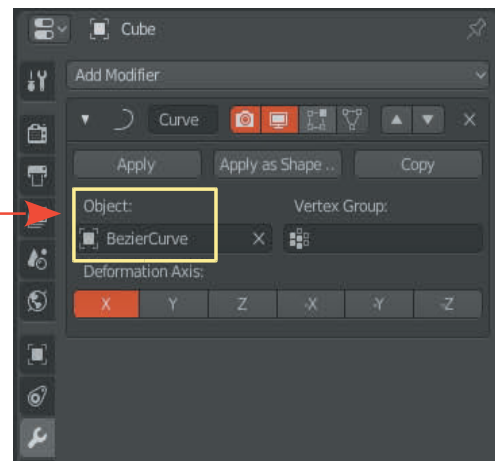 Cube
Add Modifier
Curve
Apply
Apply as Shape ..
Copy
Object:
Vertex Group:
BezierCurve
Deformation Axis:
X Y Z -X -Y -Z